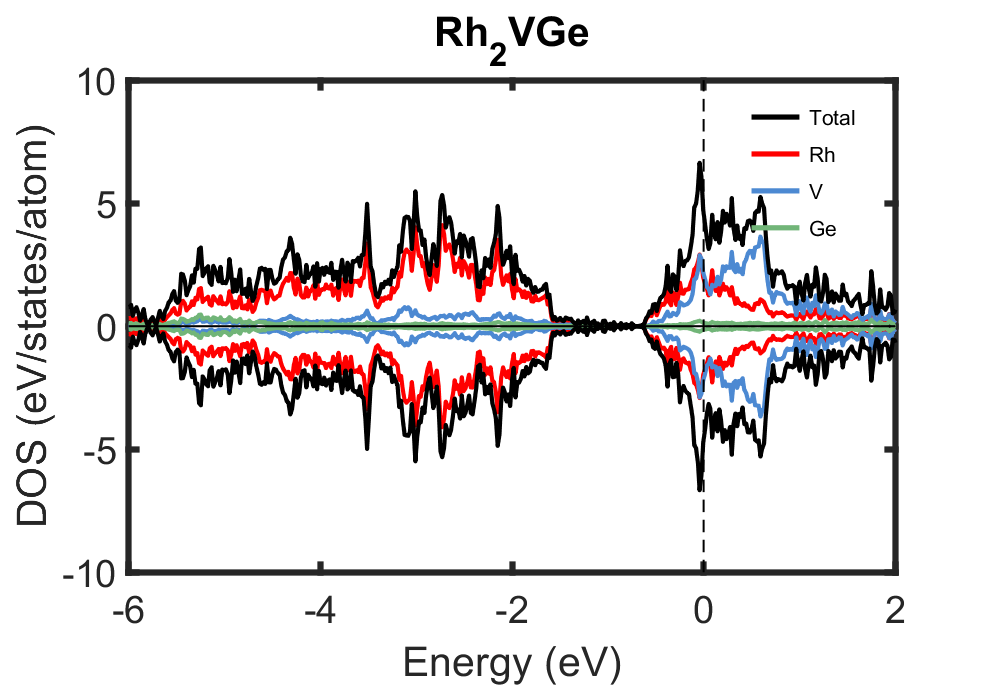 Rh₂VGe
10
5
0
-5
-10
DOS (eV/states/atom)
Total
Rh
V
Ge
-6 -4 -2 0 2
Energy (eV)